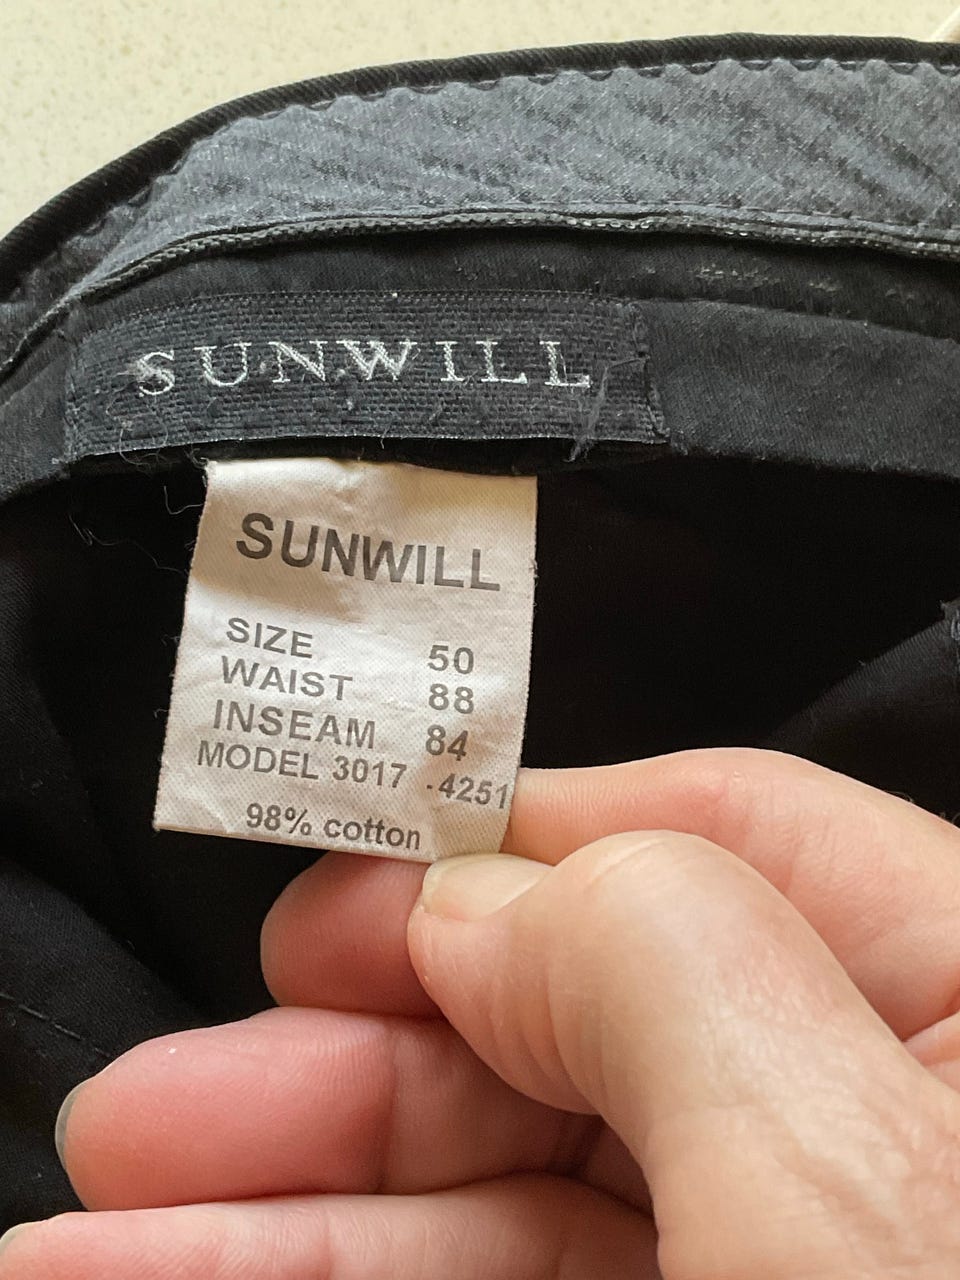 SUNWILL
SUNWILL
SIZE 50
WAIST 88
INSEAM 84
MODEL 3017 .4251
98% cotton